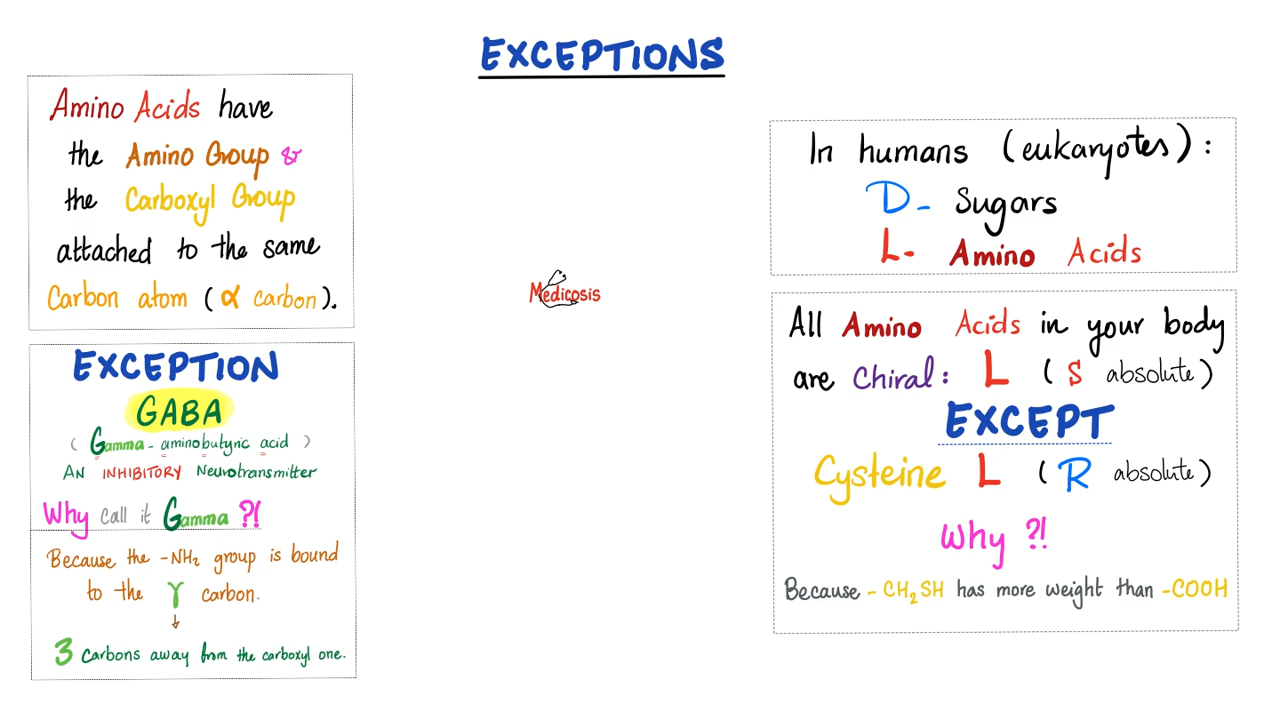 EXCEPTIONS
Amino Acids have
the Amino Group &
the Carboxyl Group
attached to the same
Carbon atom (α carbon).
EXCEPTION
GABA
(Gamma-aminobutyric acid)
AN INHIBITORY Neurotransmitter
Why call it Gamma ?!
Because the -NH₂ group is bound
to the γ carbon.
3 Carbons away from the carboxyl one.
Medicosis
In humans (eukaryotes):
D- Sugars
L- Amino Acids
All Amino Acids in your body
are Chiral: L (S absolute)
EXCEPT
Cysteine L (R absolute)
Why ?!
Because -CH₂SH has more weight than -COOH